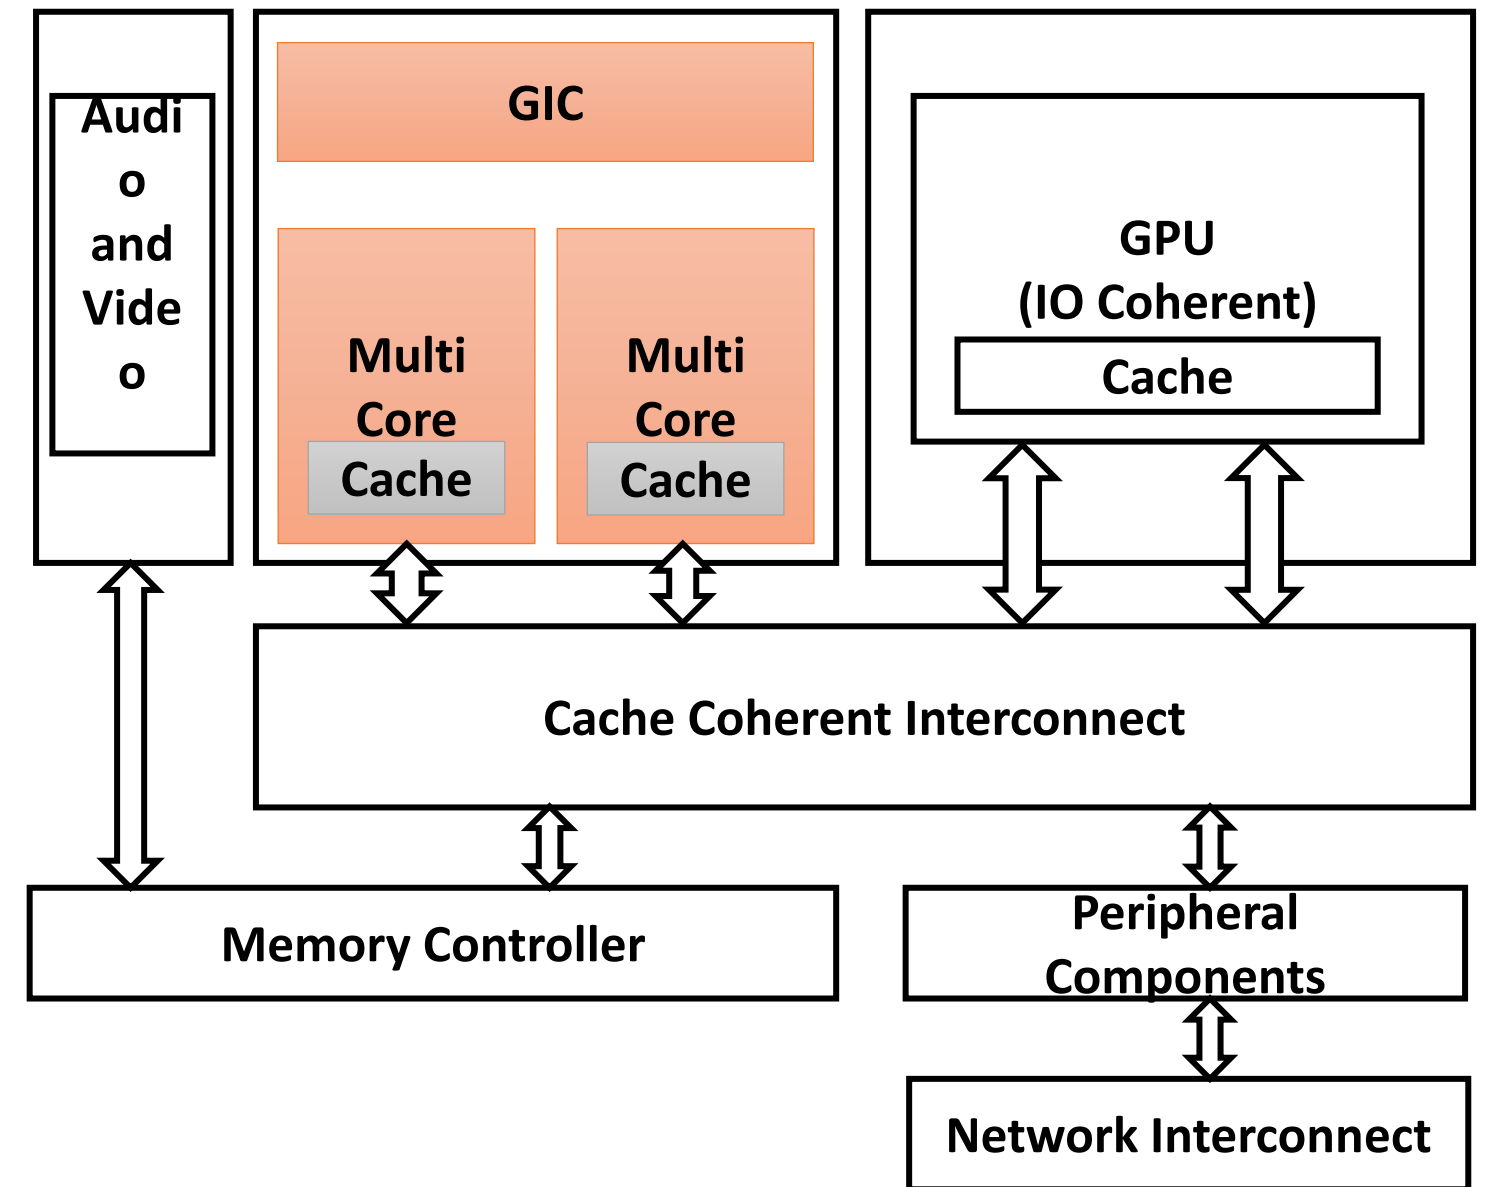 Audi
o
and
Vide
o
GIC
Multi
Core
Cache
Multi
Core
Cache
GPU
(IO Coherent)
Cache
Cache Coherent Interconnect
Memory Controller
Peripheral
Components
Network Interconnect